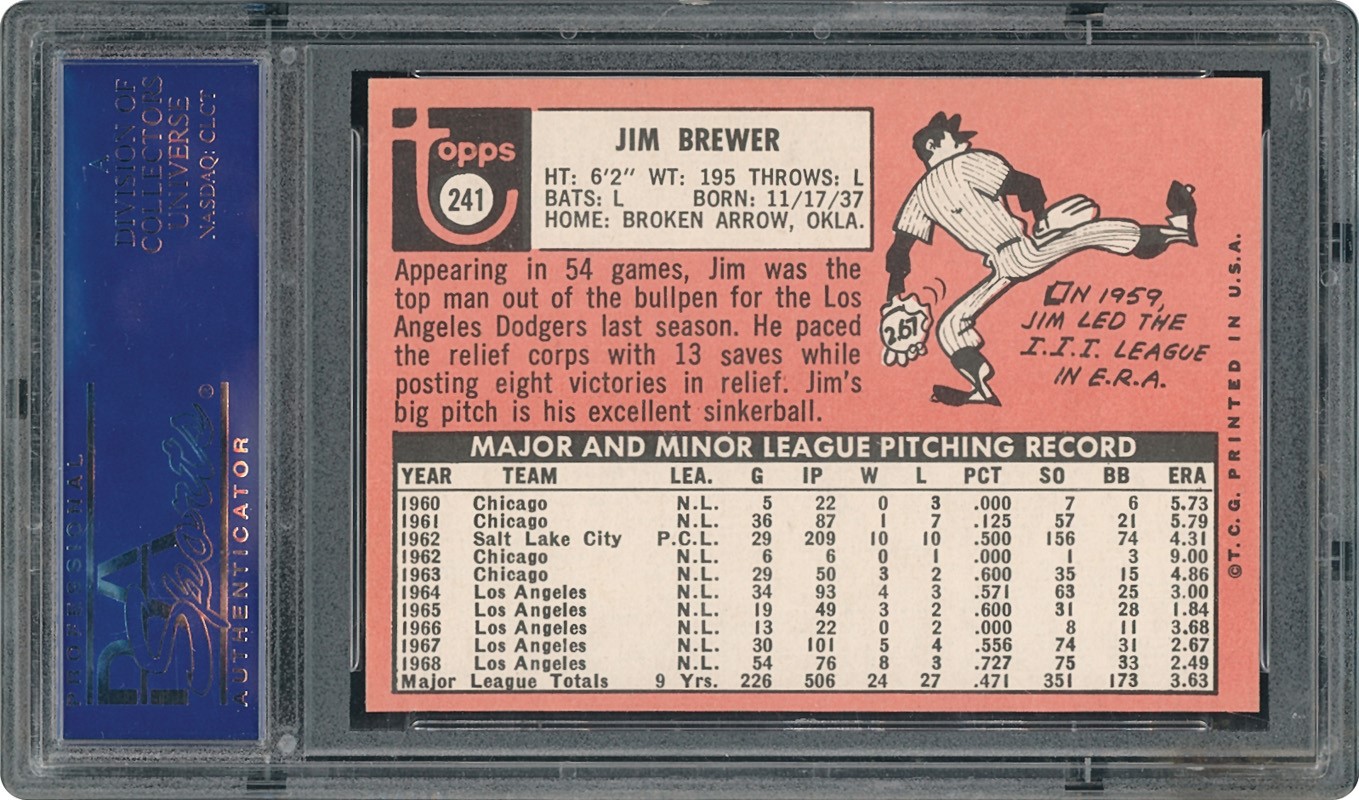 A
DIVISION OF
COLLECTORS
UNIVERSE
NASDAQ: CLCT
PROFESSIONAL
PSA
Sports ®
AUTHENTICATOR
topps
241
JIM BREWER
HT: 6'2" WT: 195 THROWS: L
BATS: L BORN: 11/17/37
HOME: BROKEN ARROW, OKLA.
Appearing in 54 games, Jim was the
top man out of the bullpen for the Los
Angeles Dodgers last season. He paced
the relief corps with 13 saves while
posting eight victories in relief. Jim's
big pitch is his excellent sinkerball.
2.67
IN 1959,
JIM LED THE
I.I.I. LEAGUE
IN E.R.A.
©T.C.G. PRINTED IN U.S.A.
MAJOR AND MINOR LEAGUE PITCHING RECORD
YEAR TEAM LEA. G IP W L PCT SO BB ERA
1960 Chicago N.L. 5 22 0 3 .000 7 6 5.73
1961 Chicago N.L. 36 87 1 7 .125 57 21 5.79
1962 Salt Lake City P.C.L. 29 209 10 10 .500 156 74 4.31
1962 Chicago N.L. 6 6 0 1 .000 1 3 9.00
1963 Chicago N.L. 29 50 3 2 .600 35 15 4.86
1964 Los Angeles N.L. 34 93 4 3 .571 63 25 3.00
1965 Los Angeles N.L. 19 49 3 2 .600 31 28 1.84
1966 Los Angeles N.L. 13 22 0 2 .000 8 11 3.68
1967 Los Angeles N.L. 30 101 5 4 .556 74 31 2.67
1968 Los Angeles N.L. 54 76 8 3 .727 75 33 2.49
Major League Totals 9 Yrs. 226 506 24 27 .471 351 173 3.63